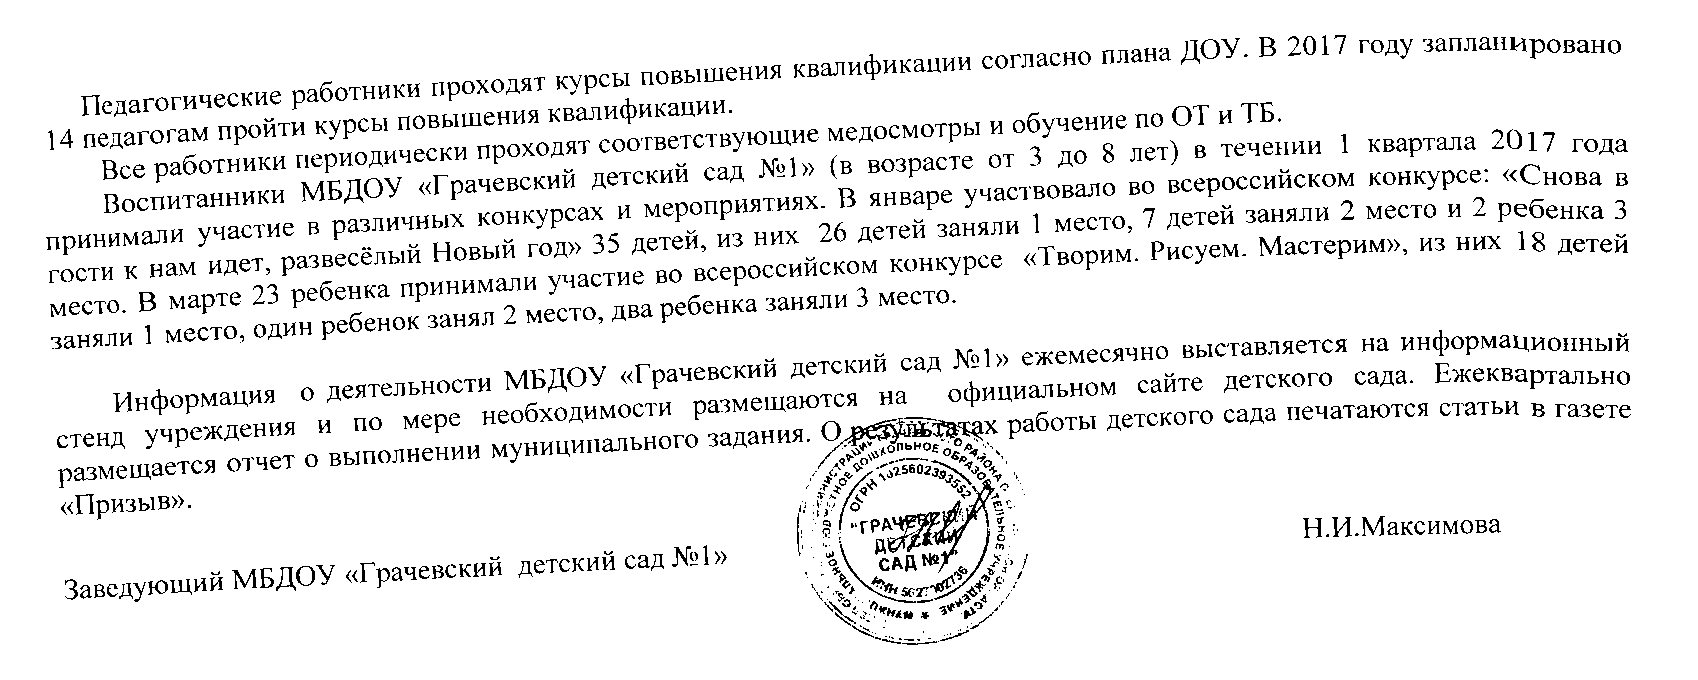 Педагогические работники проходят курсы повышения квалификации согласно плана ДОУ. В 2017 году запланировано
14 педагогам пройти курсы повышения квалификации.
Все работники периодически проходят соответствующие медосмотры и обучение по ОТ и ТБ.
Воспитанники МБДОУ «Грачевский детский сад №1» (в возрасте от 3 до 8 лет) в течении 1 квартала 2017 года
принимали участие в различных конкурсах и мероприятиях. В январе участвовало во всероссийском конкурсе: «Снова в
гости к нам идет, развесёлый Новый год» 35 детей, из них 26 детей заняли 1 место, 7 детей заняли 2 место и 2 ребенка 3
место. В марте 23 ребенка принимали участие во всероссийском конкурсе «Творим. Рисуем. Мастерим», из них 18 детей
заняли 1 место, один ребенок занял 2 место, два ребенка заняли 3 место.
Информация о деятельности МБДОУ «Грачевский детский сад №1» ежемесячно выставляется на информационный
стенд учреждения и по мере необходимости размещаются на официальном сайте детского сада. Ежеквартально
размещается отчет о выполнении муниципального задания. О результатах работы детского сада печатаются статьи в газете
«Призыв».
Заведующий МБДОУ «Грачевский детский сад №1»
Н.И.Максимова
ДОШКОЛЬНОЕ ОБРАЗОВАТЕЛЬНОЕ УЧРЕЖДЕНИЕ
ОГРН 1025602393552
"ГРАЧЕВСКИЙ
ДЕТСКИЙ
САД №1"
ИНН 5627002736